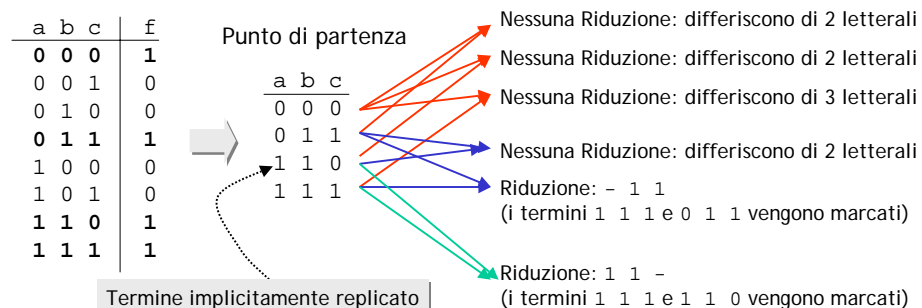 a b c f
0 0 0 1
0 0 1 0
0 1 0 0
0 1 1 1
1 0 0 0
1 0 1 0
1 1 0 1
1 1 1 1
Punto di partenza
a b c
0 0 0
0 1 1
1 1 0
1 1 1
Termine implicitamente replicato
Nessuna Riduzione: differiscono di 2 letterali
Nessuna Riduzione: differiscono di 2 letterali
Nessuna Riduzione: differiscono di 3 letterali
Nessuna Riduzione: differiscono di 2 letterali
Riduzione: - 1 1
(i termini 1 1 1 e 0 1 1 vengono marcati)
Riduzione: 1 1 -
(i termini 1 1 1 e 1 1 0 vengono marcati)